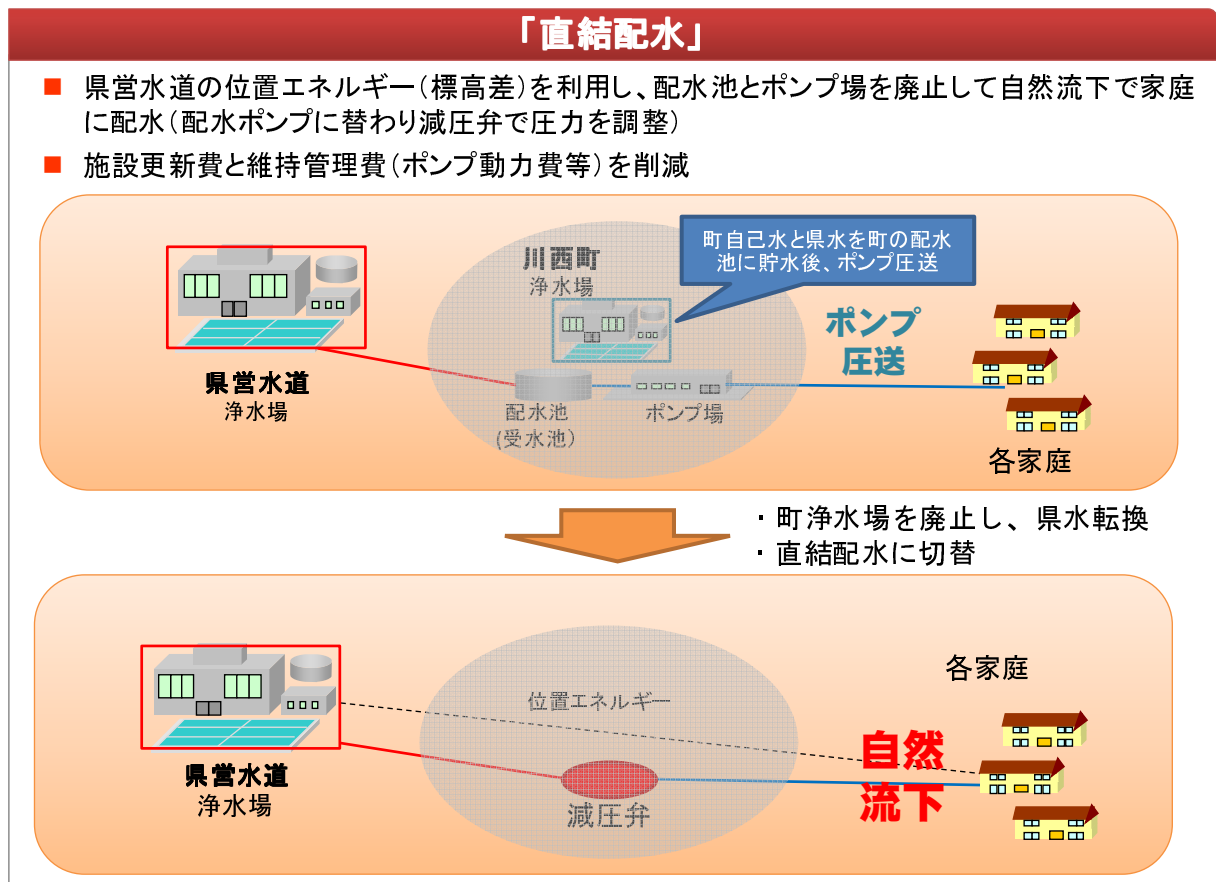 「直結配水」
■ 県営水道の位置エネルギー（標高差）を利用し、配水池とポンプ場を廃止して自然流下で家庭
に配水（配水ポンプに替わり減圧弁で圧力を調整）
■ 施設更新費と維持管理費（ポンプ動力費等）を削減
町自己水と県水を町の配水
池に貯水後、ポンプ圧送
川西町
浄水場
ポンプ
圧送
県営水道
浄水場
配水池
(受水池）
ポンプ場
各家庭
・町浄水場を廃止し、県水転換
・直結配水に切替
各家庭
位置エネルギー
自然
流下
県営水道
浄水場
減圧弁